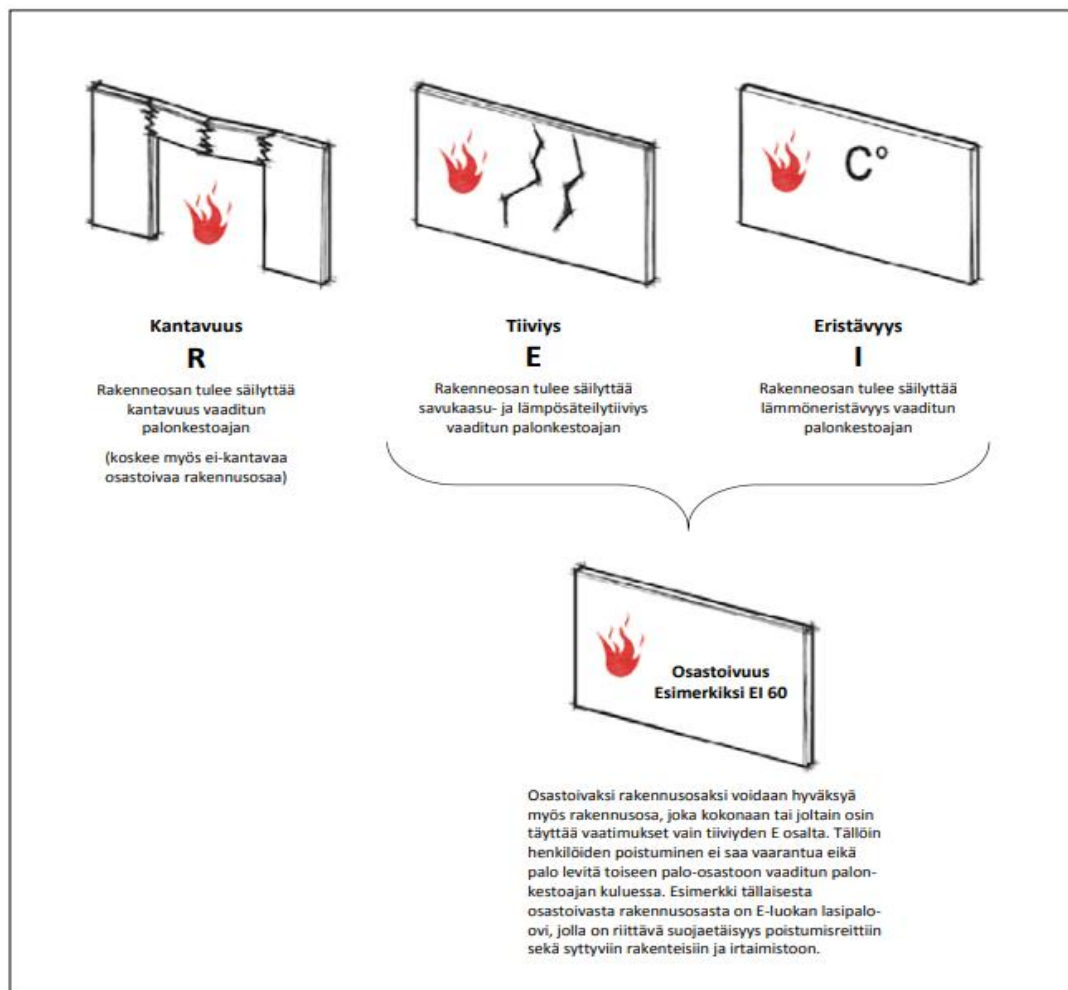 C°
Kantavuus
R
Rakenneosan tulee säilyttää
kantavuus vaaditun
palonkestoajan
(koskee myös ei-kantavaa
osastoivaa rakennusosaa)
Tiiviys
E
Rakenneosan tulee säilyttää
savukaasu- ja lämpösäteilytiiviys
vaaditun palonkestoajan
Eristävyys
I
Rakenneosan tulee säilyttää
lämmöneristävyys vaaditun
palonkestoajan
Osastoivuus
Esimerkiksi EI 60
Osastoivaksi rakennusosaksi voidaan hyväksyä
myös rakennusosa, joka kokonaan tai joltain osin
täyttää vaatimukset vain tiiviyden E osalta. Tällöin
henkilöiden poistuminen ei saa vaarantua eikä
palo levitä toiseen palo-osastoon vaaditun palon-
kestoajan kuluessa. Esimerkki tällaisesta
osastoivasta rakennusosasta on E-luokan lasipalo-
ovi, jolla on riittävä suojaetäisyys poistumisreittiin
sekä syttyviin rakenteisiin ja irtaimistoon.